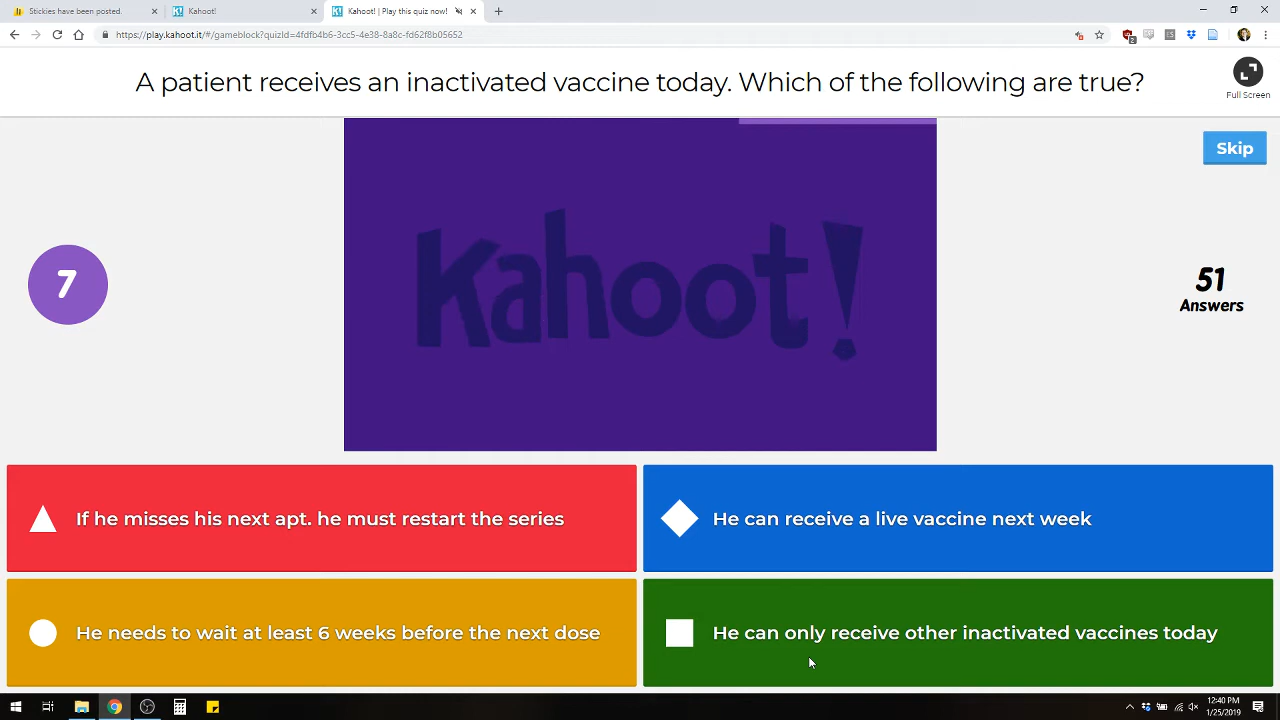 Stickies have been posted.
Kahoot!
Kahoot! | Play this quiz now!
https://play.kahoot.it/#/gameblock?quizId=4fdfb4b6-3cc5-4e38-8a8c-fd62f8b05652
A patient receives an inactivated vaccine today. Which of the following are true?
Full Screen
Skip
Kahoot!
7
51
Answers
If he misses his next apt. he must restart the series
He can receive a live vaccine next week
He needs to wait at least 6 weeks before the next dose
He can only receive other inactivated vaccines today
12:40 PM
1/25/2019